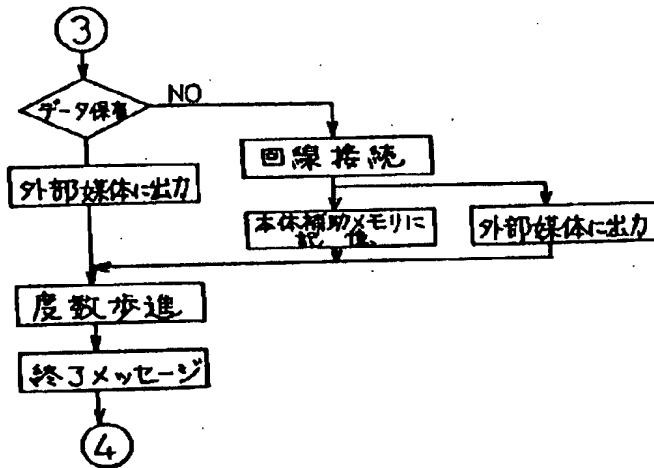 3
データ保有
NO
回線接続
外部媒体に出力
本体補助メモリに
記憶
外部媒体に出力
度数歩進
終了メッセージ
4